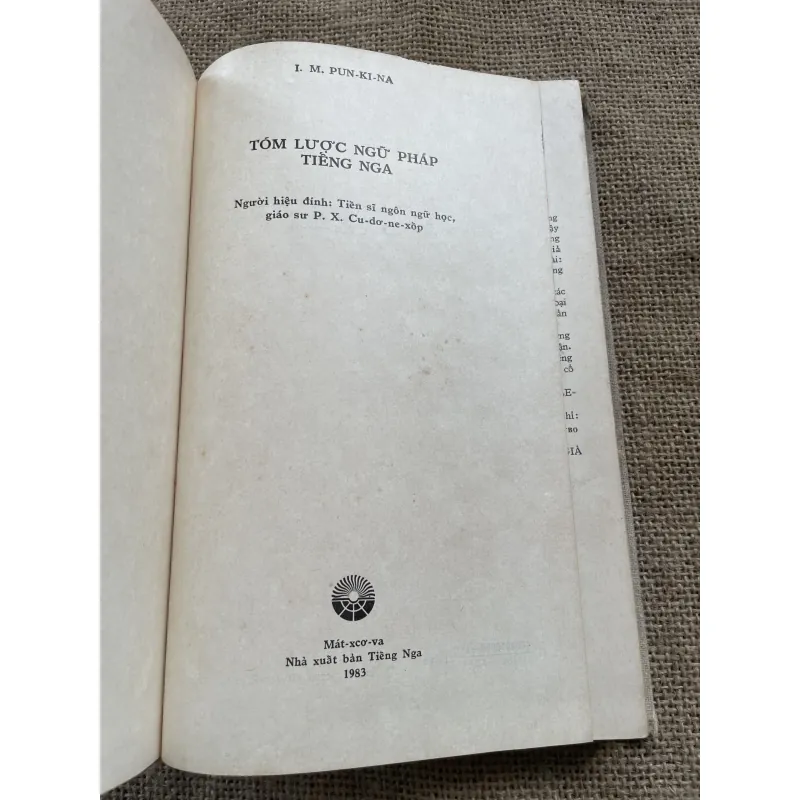 I. M. PUN-KI-NA
TÓM LƯỢC NGỮ PHÁP
TIẾNG NGA
Người hiệu đính: Tiến sĩ ngôn ngữ học,
giáo sư P. X. Cu-dơ-ne-xốp
Mát-xcơ-va
Nhà xuất bản Tiếng Nga
1983